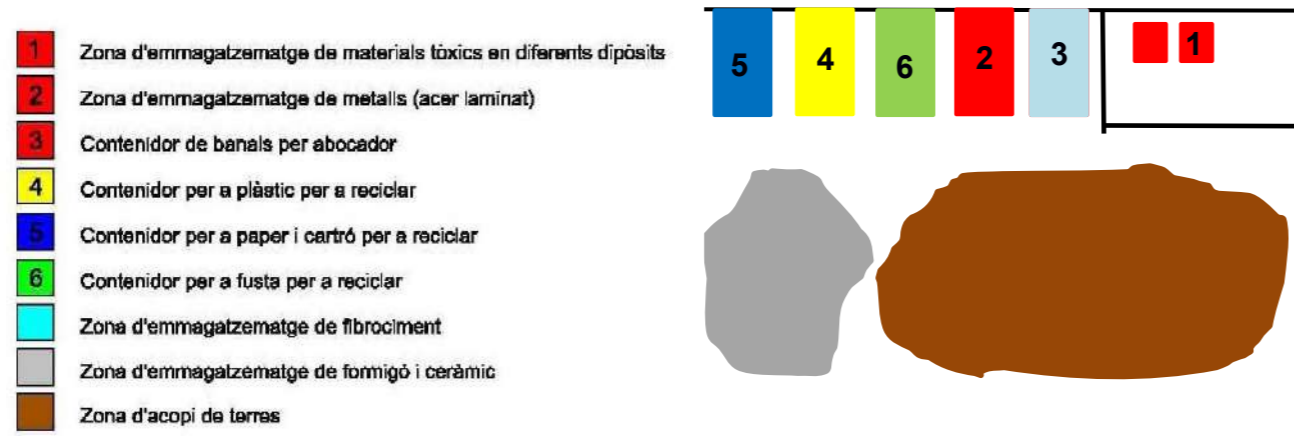 1 Zona d'emmagatzematge de materials tòxics en diferents dipòsits
2 Zona d'emmagatzematge de metalls (acer laminat)
3 Contenidor de banals per abocador
4 Contenidor per a plàstic per a reciclar
5 Contenidor per a paper i cartró per a reciclar
6 Contenidor per a fusta per a reciclar
Zona d'emmagatzematge de fibrociment
Zona d'emmagatzematge de formigó i ceràmic
Zona d'acopi de terres
5 4 6 2 3 1